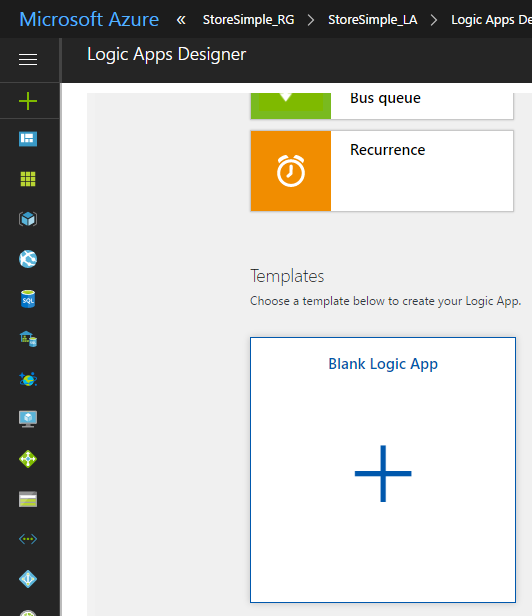 Microsoft Azure « StoreSimple_RG > StoreSimple_LA > Logic Apps De
Logic Apps Designer
Bus queue
Recurrence
Templates
Choose a template below to create your Logic App.
Blank Logic App
SQL